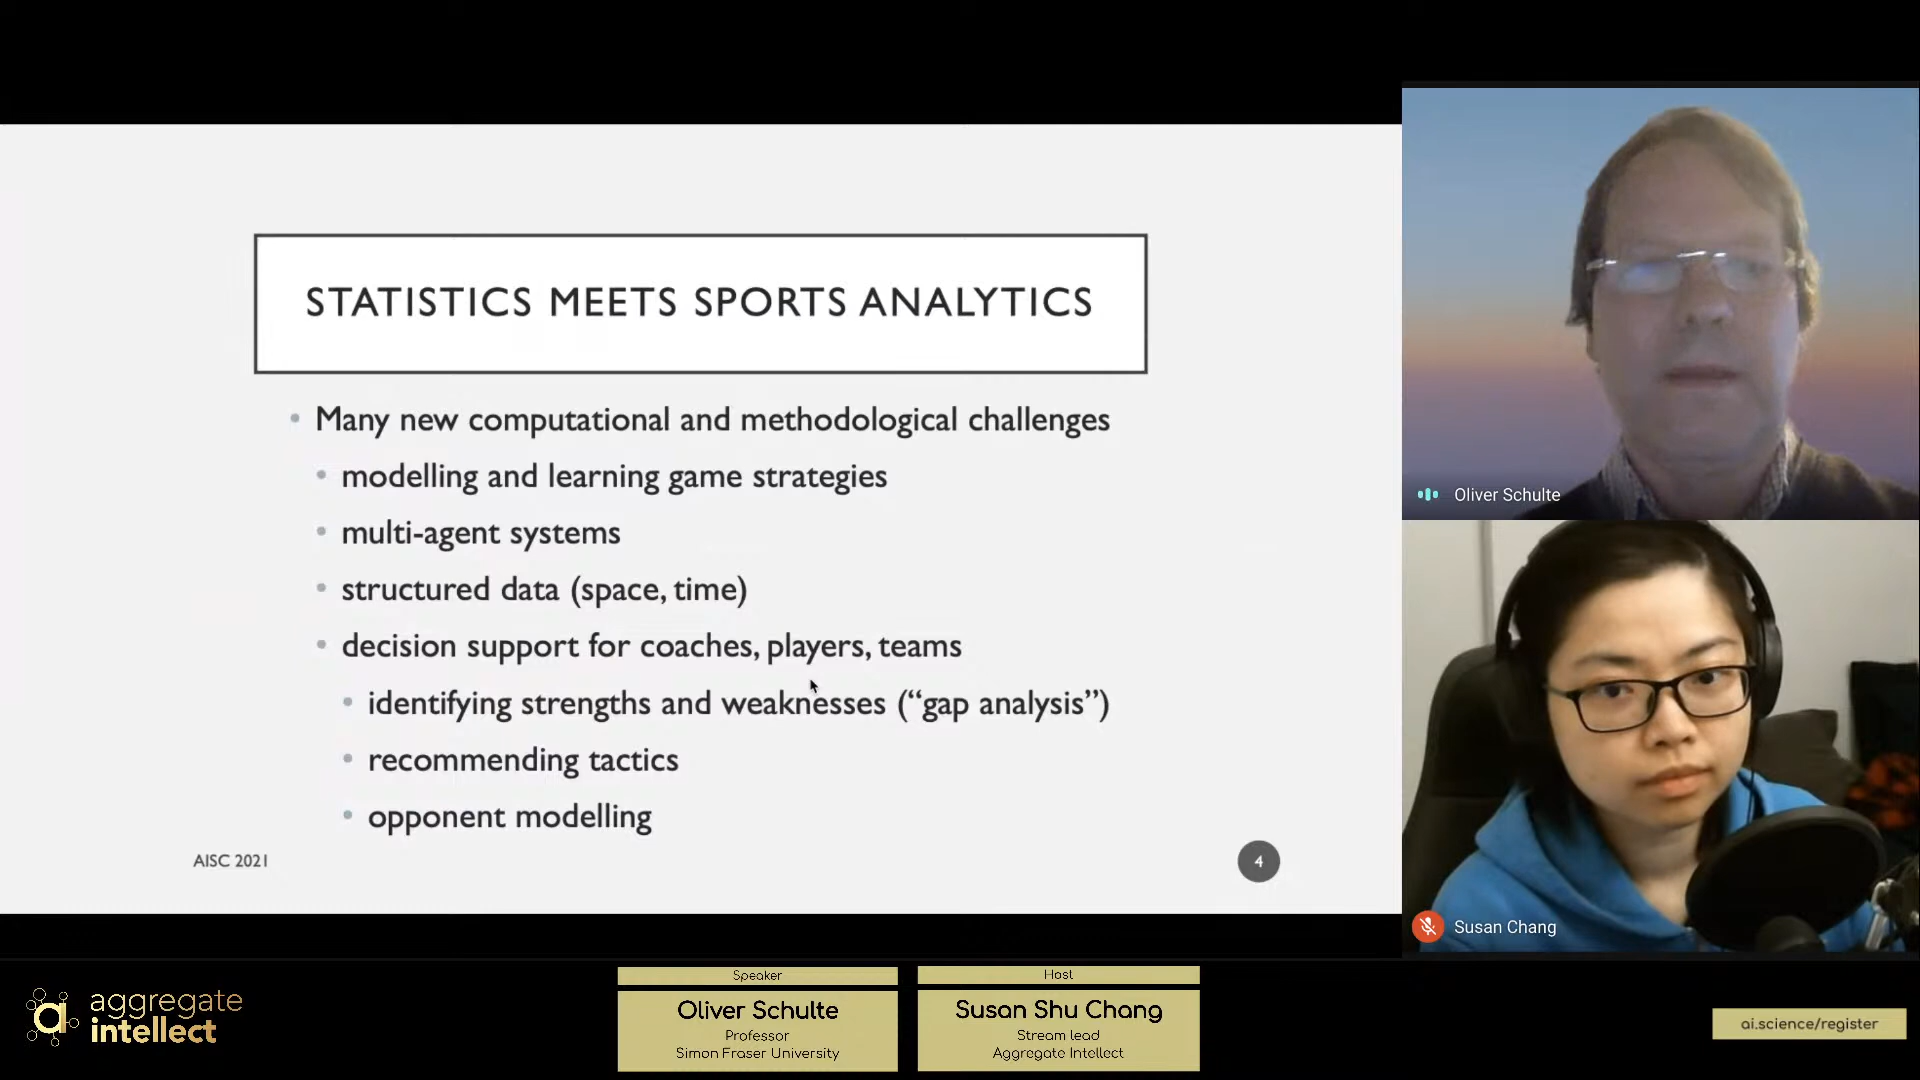 STATISTICS MEETS SPORTS ANALYTICS
Many new computational and methodological challenges
modelling and learning game strategies
multi-agent systems
structured data (space, time)
decision support for coaches, players, teams
identifying strengths and weaknesses (“gap analysis”)
recommending tactics
opponent modelling
AISC 2021
4
Oliver Schulte
Susan Chang
aggregate
intellect
Speaker
Oliver Schulte
Professor
Simon Fraser University
Host
Susan Shu Chang
Stream lead
Aggregate Intellect
ai.science/register